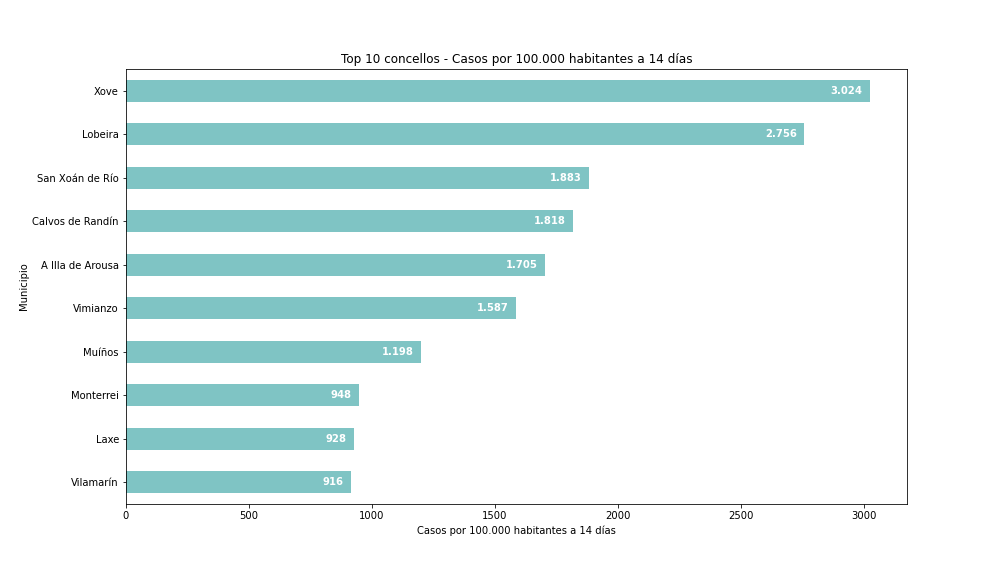 Top 10 concellos - Casos por 100.000 habitantes a 14 días
Municipio
Xove 3.024
Lobeira 2.756
San Xoán de Río 1.883
Calvos de Randín 1.818
A Illa de Arousa 1.705
Vimianzo 1.587
Muíños 1.198
Monterrei 948
Laxe 928
Vilamarín 916
0 500 1000 1500 2000 2500 3000
Casos por 100.000 habitantes a 14 días